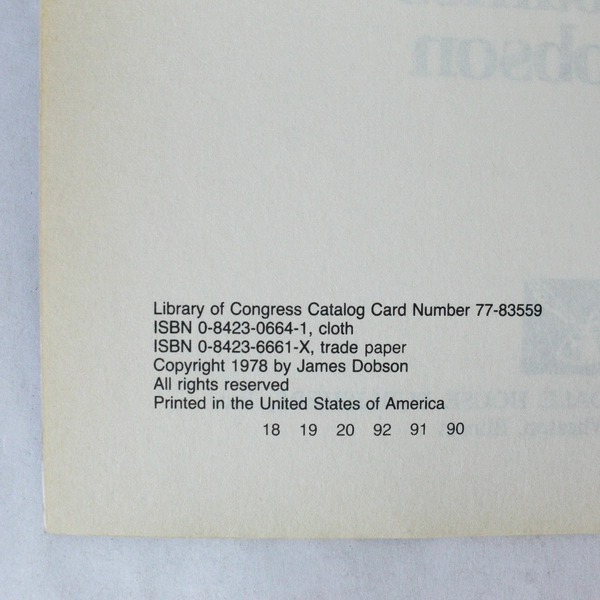 Library of Congress Catalog Card Number 77-83559
ISBN 0-8423-0664-1, cloth
ISBN 0-8423-6661-X, trade paper
Copyright 1978 by James Dobson
All rights reserved
Printed in the United States of America
18 19 20 92 91 90